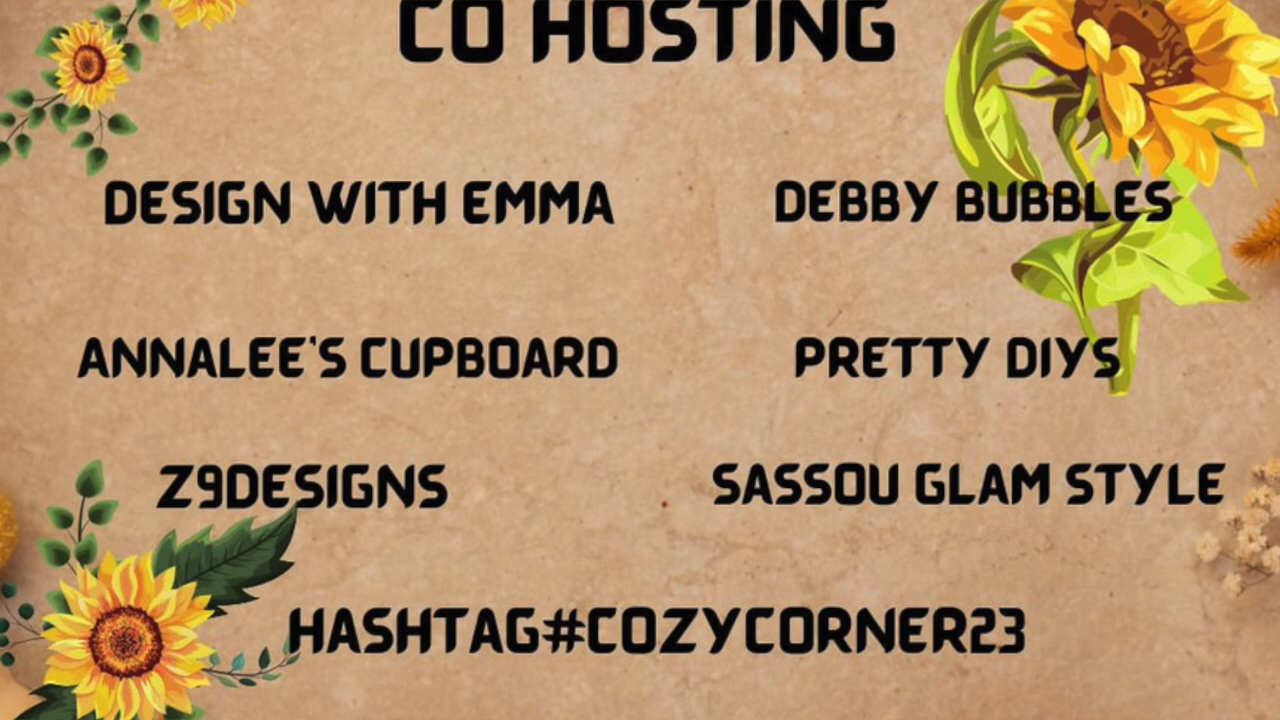 CO HOSTING
DESIGN WITH EMMA
DEBBY BUBBLES
ANNALEE'S CUPBOARD
PRETTY DIYS
Z9DESIGNS
SASSOU GLAM STYLE
HASHTAG#COZYCORNER23